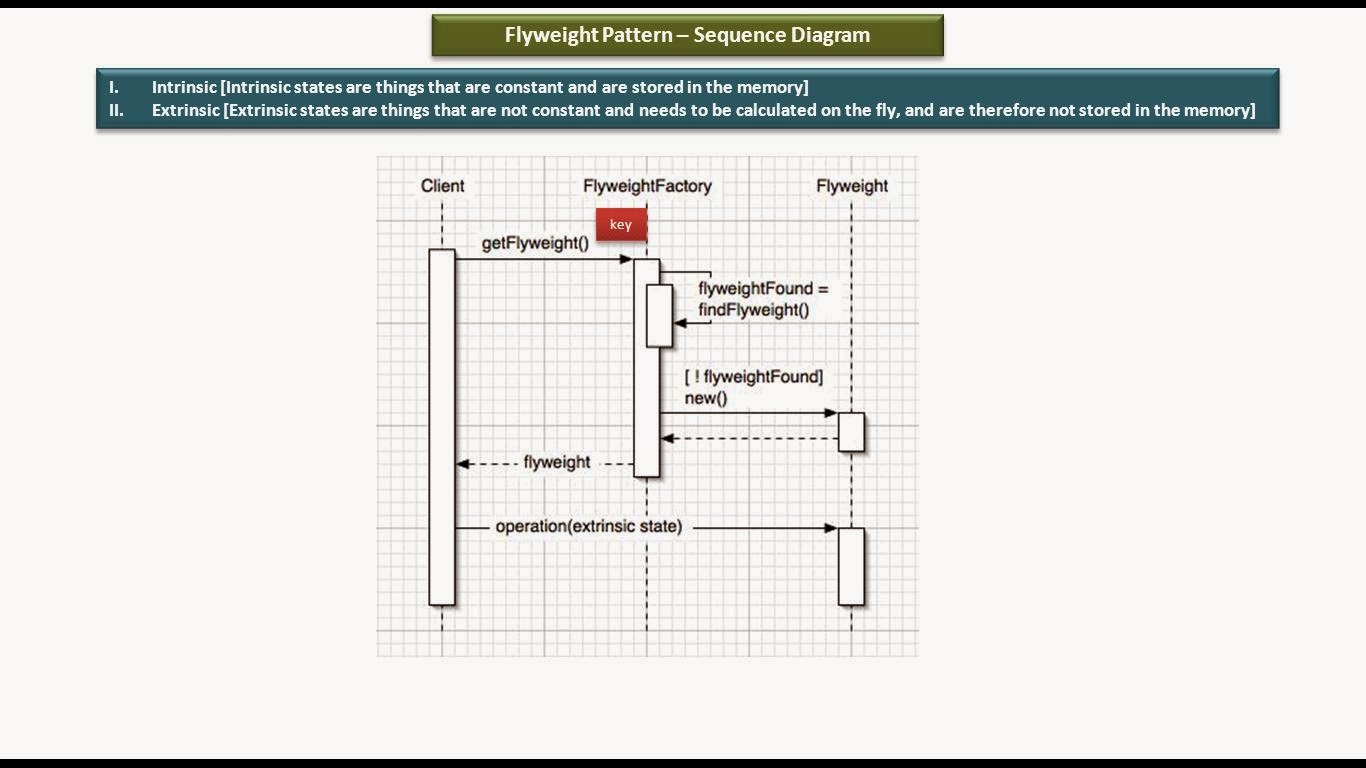 Flyweight Pattern – Sequence Diagram
I. Intrinsic [Intrinsic states are things that are constant and are stored in the memory]
II. Extrinsic [Extrinsic states are things that are not constant and needs to be calculated on the fly, and are therefore not stored in the memory]
Client FlyweightFactory Flyweight
key
getFlyweight()
flyweightFound =
findFlyweight()
[ ! flyweightFound]
new()
flyweight
operation(extrinsic state)